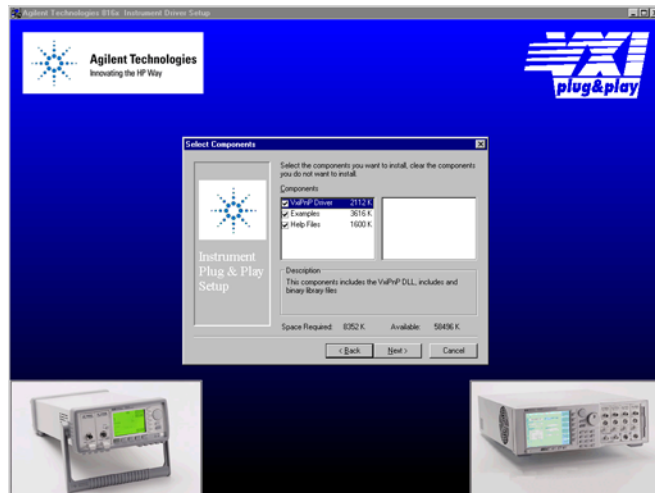 Agilent Technologies 816x Instrument Driver Setup
Agilent Technologies
Innovating the HP Way
VXI
plug&play
Select Components
Instrument
Plug & Play
Setup
Select the components you want to install, clear the components
you do not want to install.
Components
VxiPnP Driver 2112 K
Examples 3616 K
Help Files 1600 K
Description
This components includes the VxiPnP DLL, includes and
binary library files
Space Required: 8352 K
Available: 58496 K
< Back
Next >
Cancel